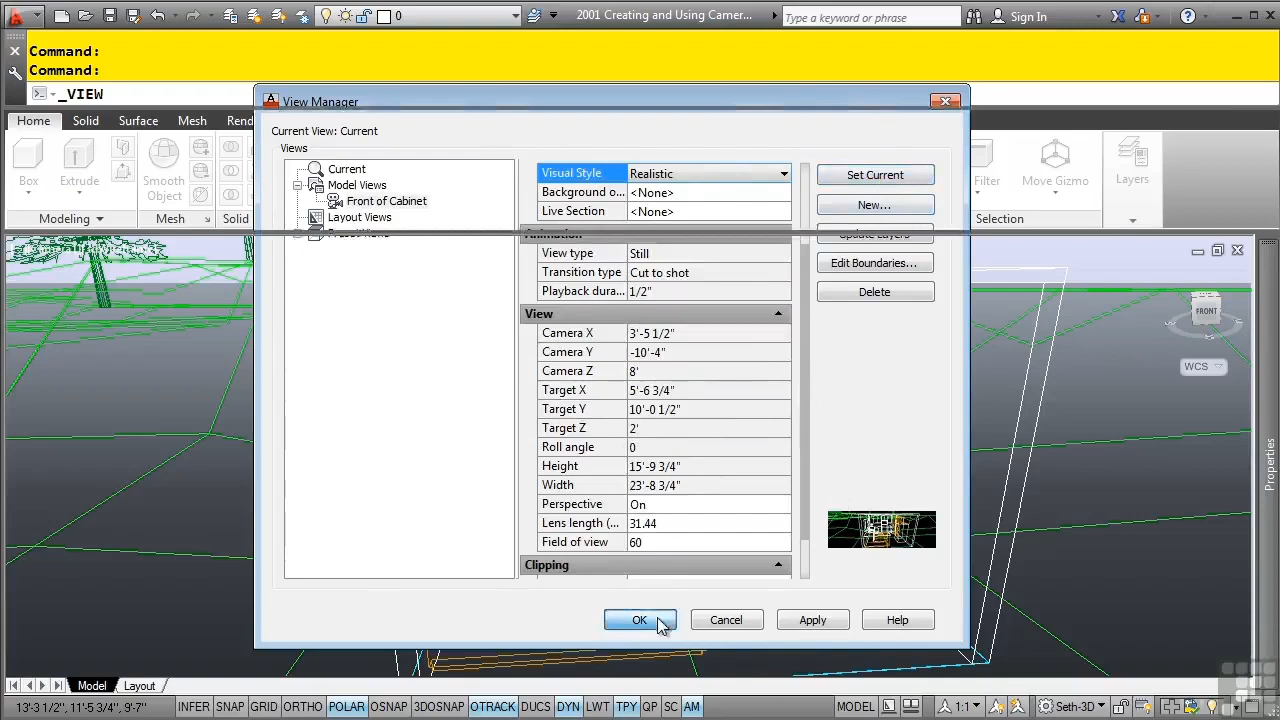 0
2001 Creating and Using Camer...
Type a keyword or phrase
Sign In
Command:
Command:
_VIEW
View Manager
Home
Solid
Surface
Mesh
Rend
Current View: Current
Views
Box
Extrude
Smooth
Object
Filter
Move Gizmo
Layers
Modeling
Mesh
Solid
Selection
Current
Model Views
Front of Cabinet
Layout Views
Visual Style Realistic
Background o... <None>
Live Section <None>
Animation
View type Still
Transition type Cut to shot
Playback dura... 1/2"
View
Camera X 3'-5 1/2"
Camera Y -10'-4"
Camera Z 8'
Target X 5'-6 3/4"
Target Y 10'-0 1/2"
Target Z 2'
Roll angle 0
Height 15'-9 3/4"
Width 23'-8 3/4"
Perspective On
Lens length (... 31.44
Field of view 60
Clipping
Set Current
New...
Update Layers
Edit Boundaries...
Delete
FRONT
WCS
Properties
OK
Cancel
Apply
Help
Model
Layout
13'-3 1/2", 11'-5 3/4", 9'-7"
INFER SNAP GRID ORTHO POLAR OSNAP 3DOSNAP OTRACK DUCS DYN LWT TPY QP SC AM
MODEL
1:1
Seth-3D